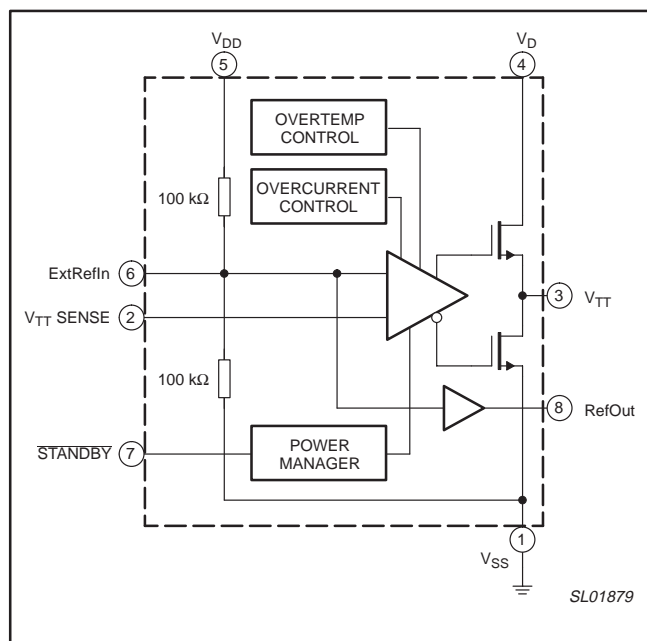 VDD
VD
5
4
OVERTEMP
CONTROL
100 kΩ
OVERCURRENT
CONTROL
ExtRefIn
6
3
VTT
VTT SENSE
2
100 kΩ
8
RefOut
STANDBY
7
POWER
MANAGER
1
VSS
SL01879